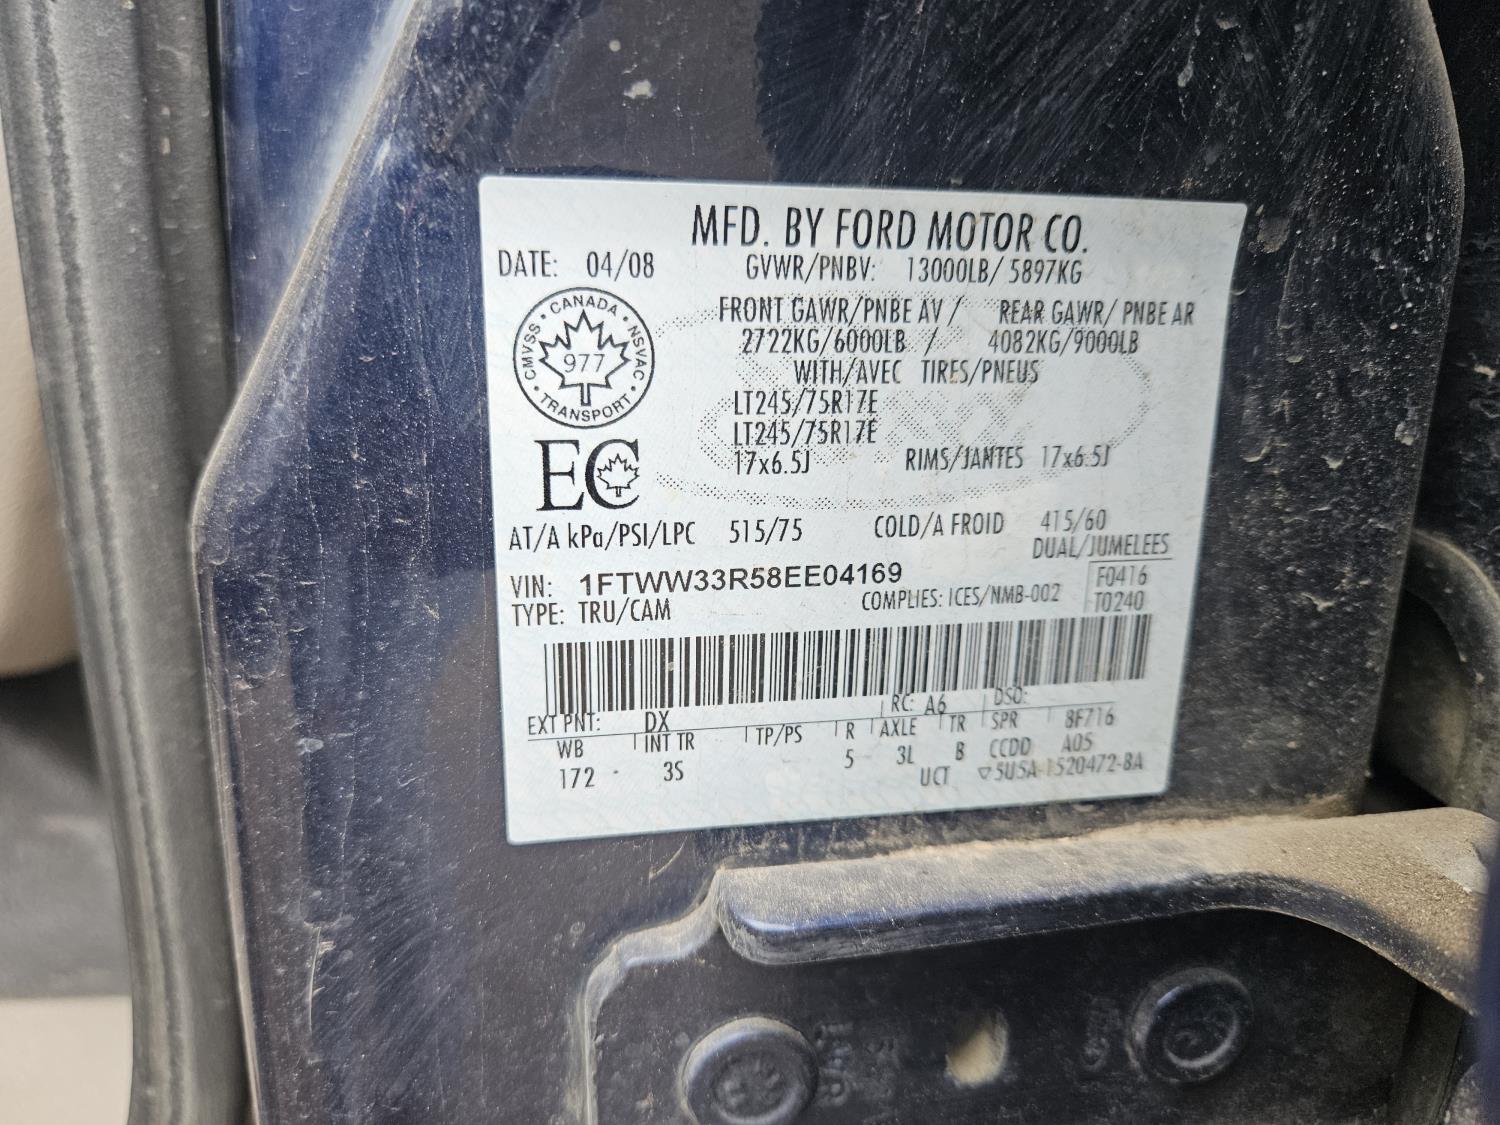 MFD. BY FORD MOTOR CO.
DATE: 04/08 GVWR/PNBV: 13000LB/ 5897KG
FRONT GAWR/PNBE AV / REAR GAWR/ PNBE AR
2722KG/6000LB / 4082KG/9000LB
WITH/AVEC TIRES/PNEUS
CANADA · NSVAC · TRANSPORT · CMVSS ·
977
LT245/75R17E
LT245/75R17E
17x6.5J RIMS/JANTES 17x6.5J
EC
AT/A kPa/PSI/LPC 515/75 COLD/A FROID 415/60
DUAL/JUMELEES
VIN: 1FTWW33R58EE04169
F0416
TYPE: TRU/CAM COMPLIES: ICES/NMB-002
T0240
RC: A6 DSO:
EXT PNT: DX
WB INT TR TP/PS R AXLE TR SPR 8F716
172 3S 5 3L B CCDD A05
UCT ▽5U5A-1520472-BA